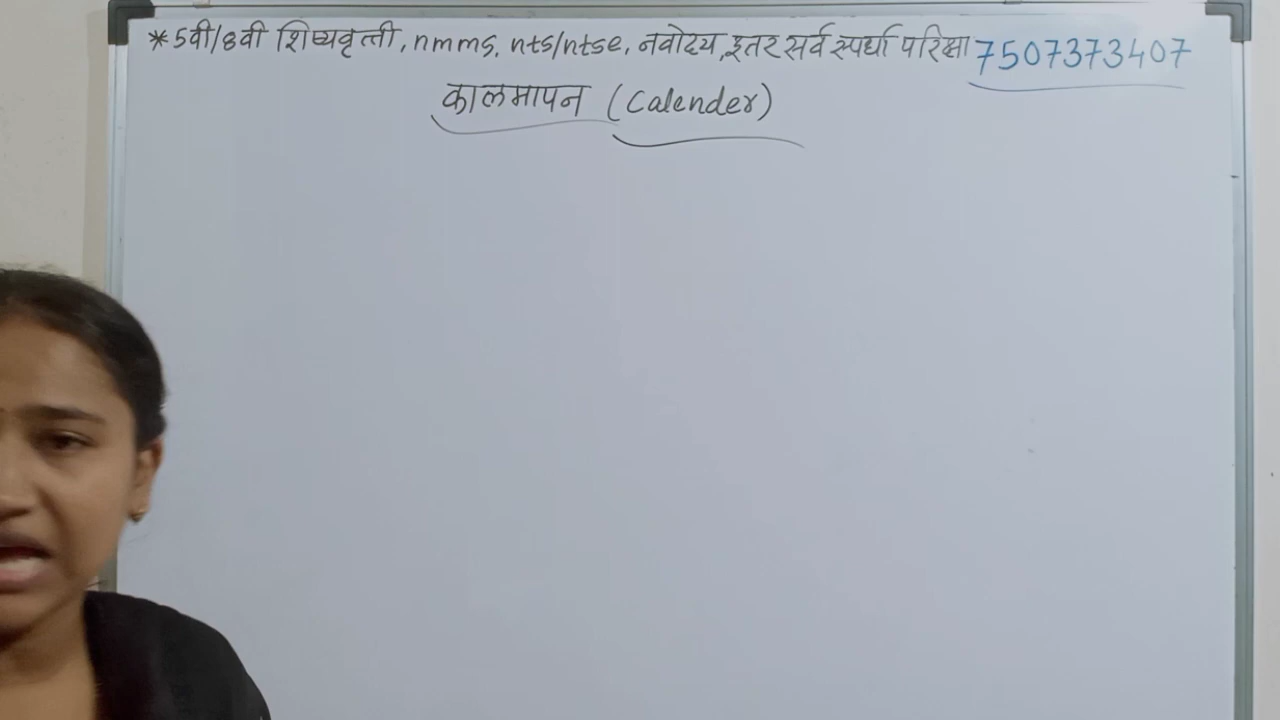 *5वी/8वी शिष्यवृत्ती, nmms, nts/ntse, नवोदय, इतर सर्व स्पर्धा परिक्षा 7507373407
कालमापन (Calender)